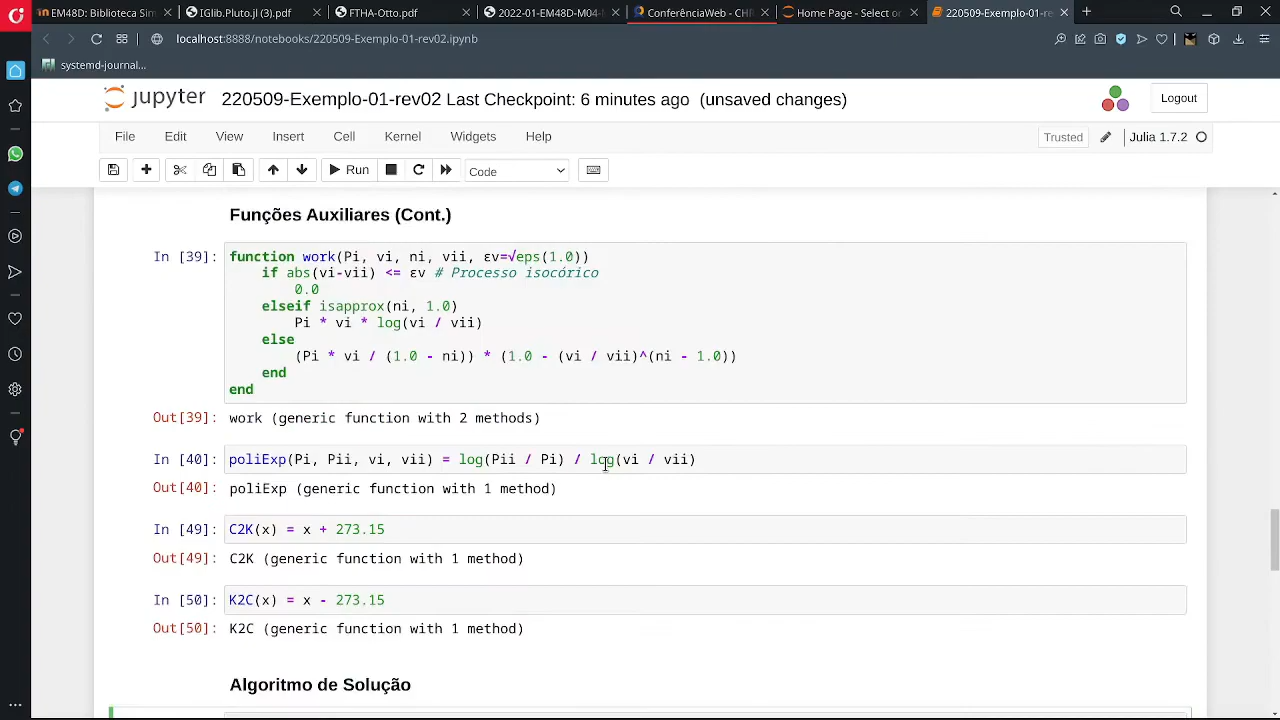 EM48D: Biblioteca Sim
IGlib.Pluto.jl (3).pdf
FTHA-Otto.pdf
2022-01-EM48D-M04-
ConferênciaWeb - CHF
Home Page - Select or
220509-Exemplo-01-re
localhost:8888/notebooks/220509-Exemplo-01-rev02.ipynb
systemd-journal...
jupyter 220509-Exemplo-01-rev02 Last Checkpoint: 6 minutes ago (unsaved changes)
Logout
File Edit View Insert Cell Kernel Widgets Help
Trusted
Julia 1.7.2
Run
Code
Funções Auxiliares (Cont.)
In [39]: function work(Pi, vi, ni, vii, εv=√eps(1.0))
if abs(vi-vii) <= εv # Processo isocórico
0.0
elseif isapprox(ni, 1.0)
Pi * vi * log(vi / vii)
else
(Pi * vi / (1.0 - ni)) * (1.0 - (vi / vii)^(ni - 1.0))
end
end
Out[39]: work (generic function with 2 methods)
In [40]: poliExp(Pi, Pii, vi, vii) = log(Pii / Pi) / log(vi / vii)
Out[40]: poliExp (generic function with 1 method)
In [49]: C2K(x) = x + 273.15
Out[49]: C2K (generic function with 1 method)
In [50]: K2C(x) = x - 273.15
Out[50]: K2C (generic function with 1 method)
Algoritmo de Solução